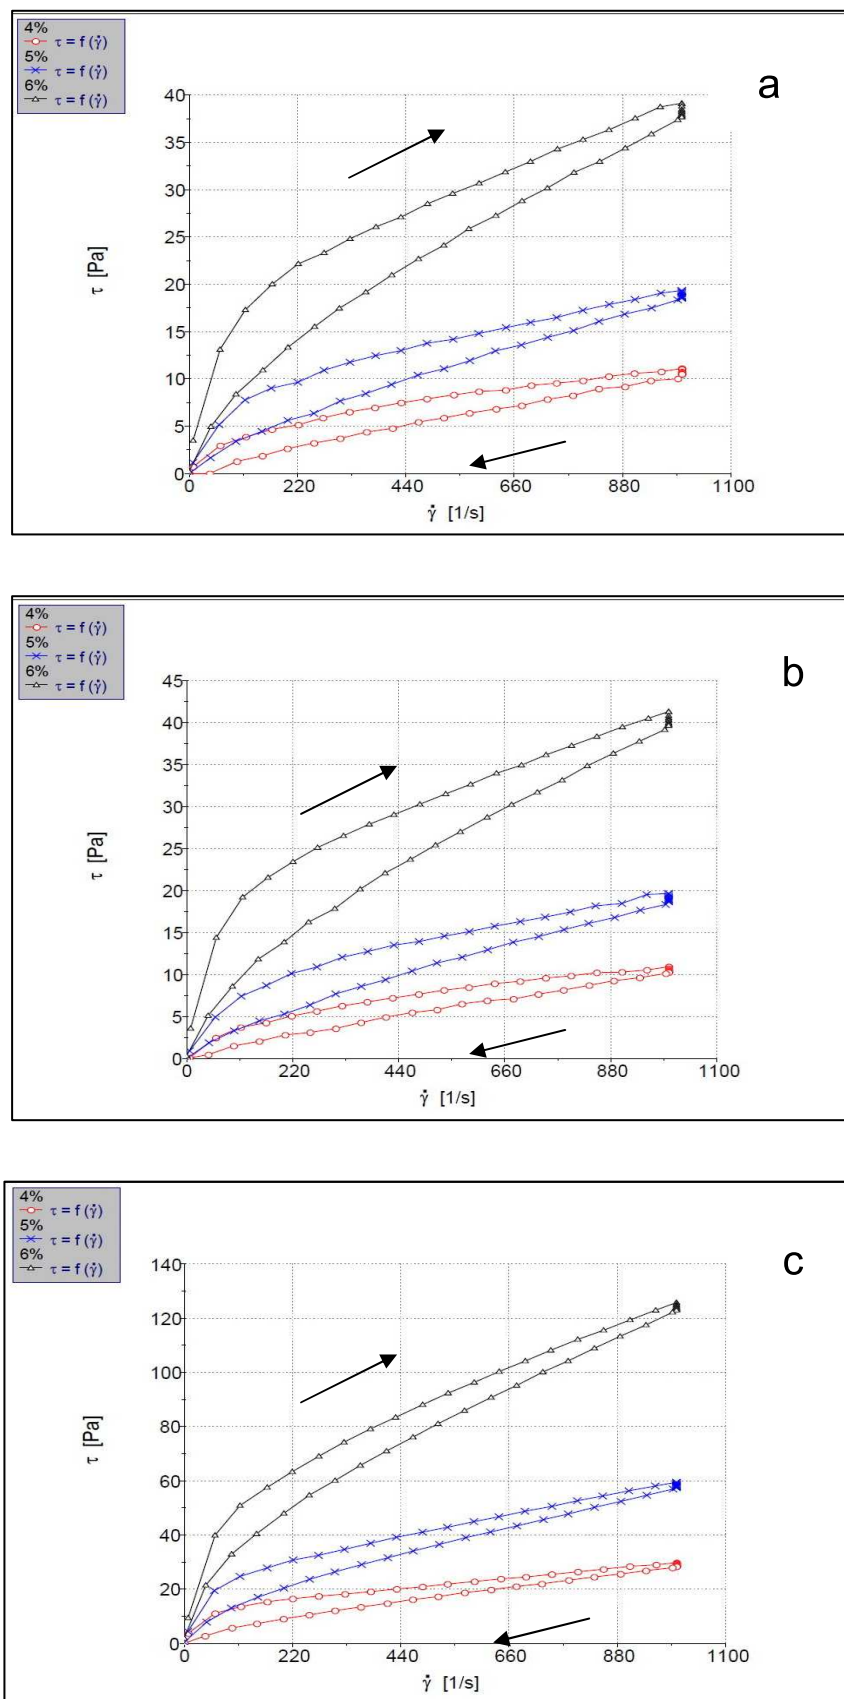 4%
τ = f (γ̇)
5%
τ = f (γ̇)
6%
τ = f (γ̇)
a
40
35
30
25
20
15
10
5
0
τ [Pa]
0 220 440 660 880 1100
γ̇ [1/s]
4%
τ = f (γ̇)
5%
τ = f (γ̇)
6%
τ = f (γ̇)
b
45
40
35
30
25
20
15
10
5
0
τ [Pa]
0 220 440 660 880 1100
γ̇ [1/s]
4%
τ = f (γ̇)
5%
τ = f (γ̇)
6%
τ = f (γ̇)
c
140
120
100
80
60
40
20
0
τ [Pa]
0 220 440 660 880 1100
γ̇ [1/s]